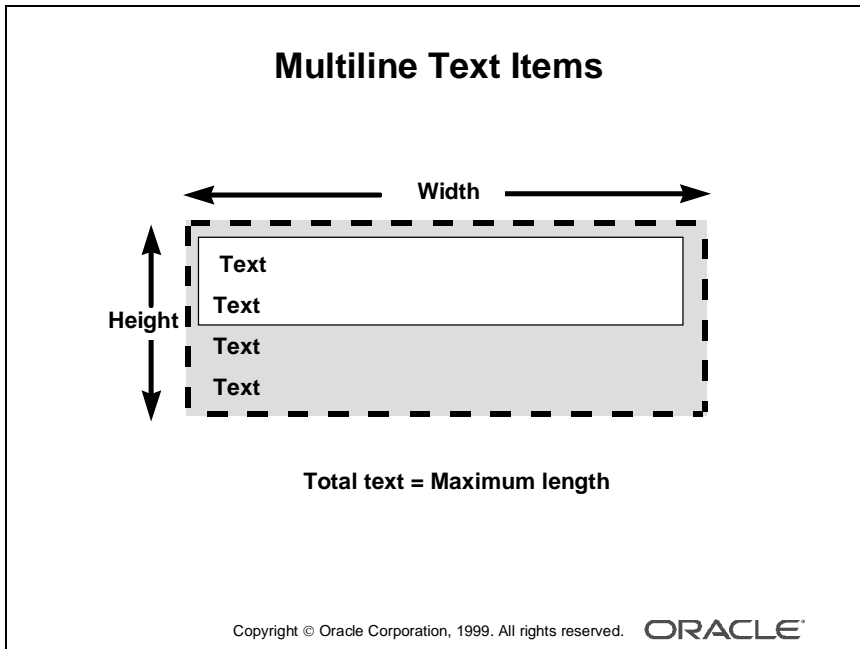 Multiline Text Items
Width
Height
Text
Text
Text
Text
Total text = Maximum length
Copyright © Oracle Corporation, 1999. All rights reserved.
ORACLE®